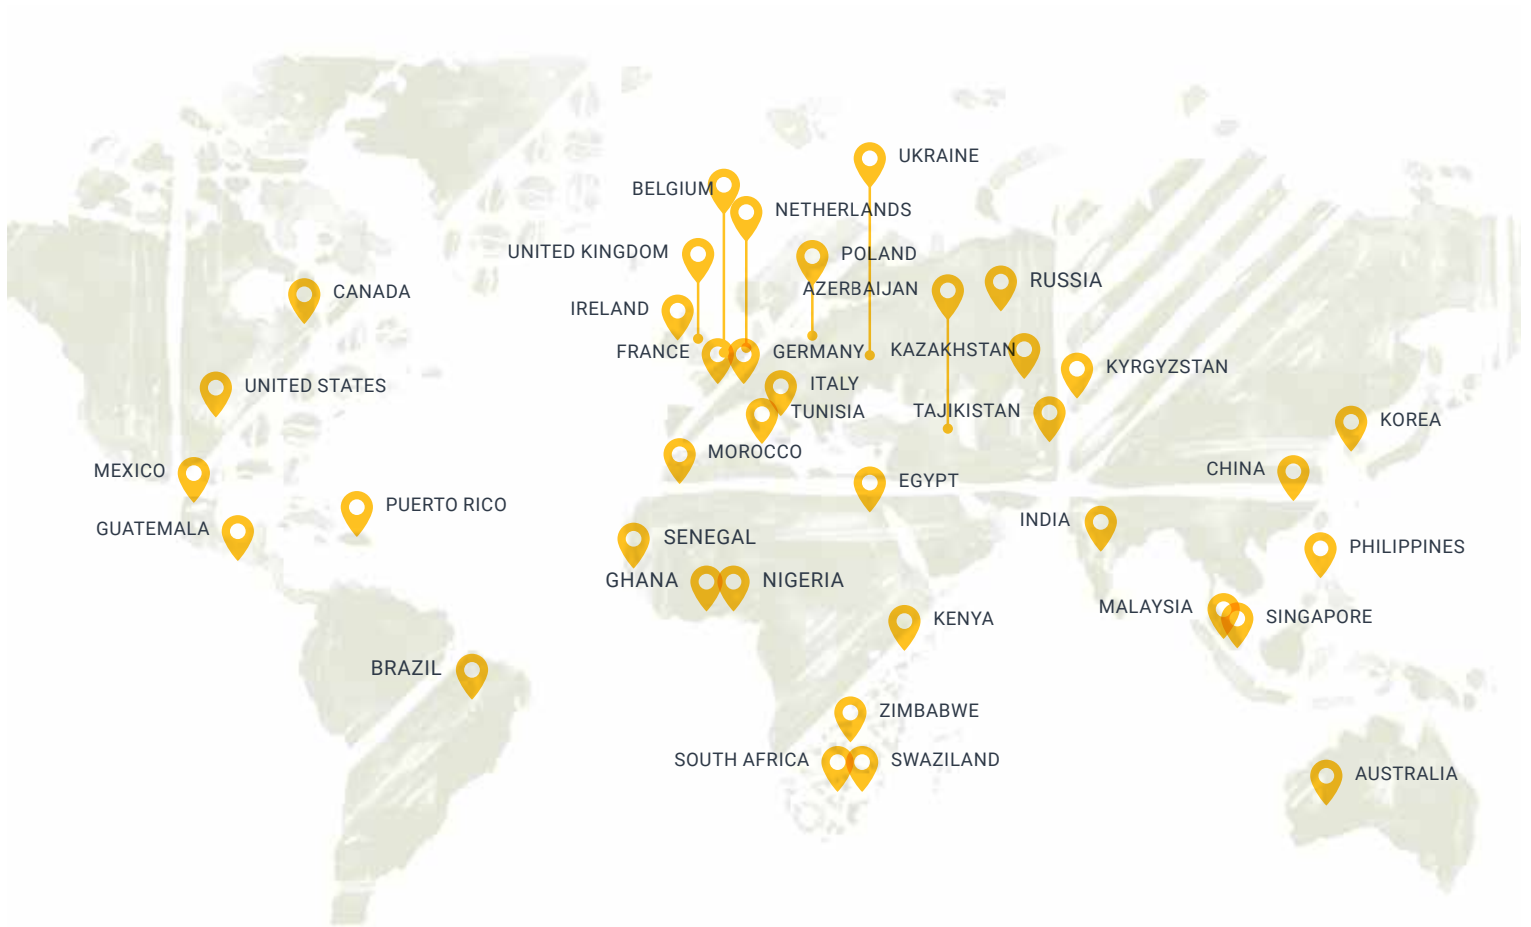 UKRAINE
BELGIUM
NETHERLANDS
UNITED KINGDOM
POLAND
AZERBAIJAN
RUSSIA
CANADA
IRELAND
FRANCE
GERMANY
KAZAKHSTAN
KYRGYZSTAN
UNITED STATES
ITALY
TUNISIA
TAJIKISTAN
KOREA
MOROCCO
MEXICO
CHINA
EGYPT
PUERTO RICO
GUATEMALA
INDIA
SENEGAL
PHILIPPINES
GHANA
NIGERIA
MALAYSIA
SINGAPORE
KENYA
BRAZIL
ZIMBABWE
SOUTH AFRICA
SWAZILAND
AUSTRALIA